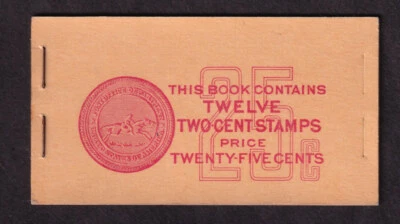 THIS BOOK CONTAINS
TWELVE
TWO-CENT STAMPS
PRICE
TWENTY-FIVE CENTS
25¢